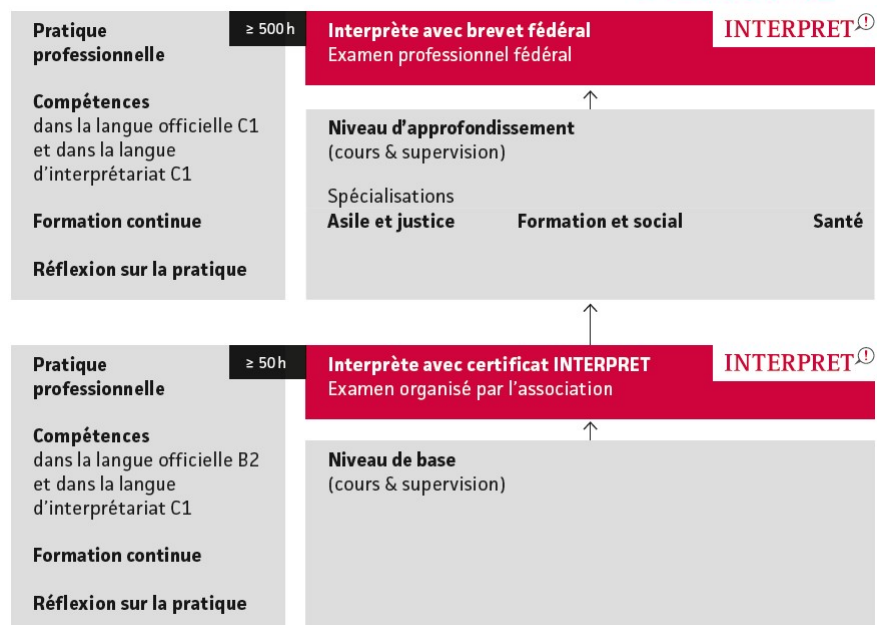 Pratique
professionnelle
≥ 500 h
Compétences
dans la langue officielle C1
et dans la langue
d'interprétariat C1
Formation continue
Réflexion sur la pratique
Interprète avec brevet fédéral
Examen professionnel fédéral
INTERPRET
Niveau d'approfondissement
(cours & supervision)
Spécialisations
Asile et justice Formation et social Santé
Pratique
professionnelle
≥ 50 h
Compétences
dans la langue officielle B2
et dans la langue
d'interprétariat C1
Formation continue
Réflexion sur la pratique
Interprète avec certificat INTERPRET
Examen organisé par l'association
INTERPRET
Niveau de base
(cours & supervision)